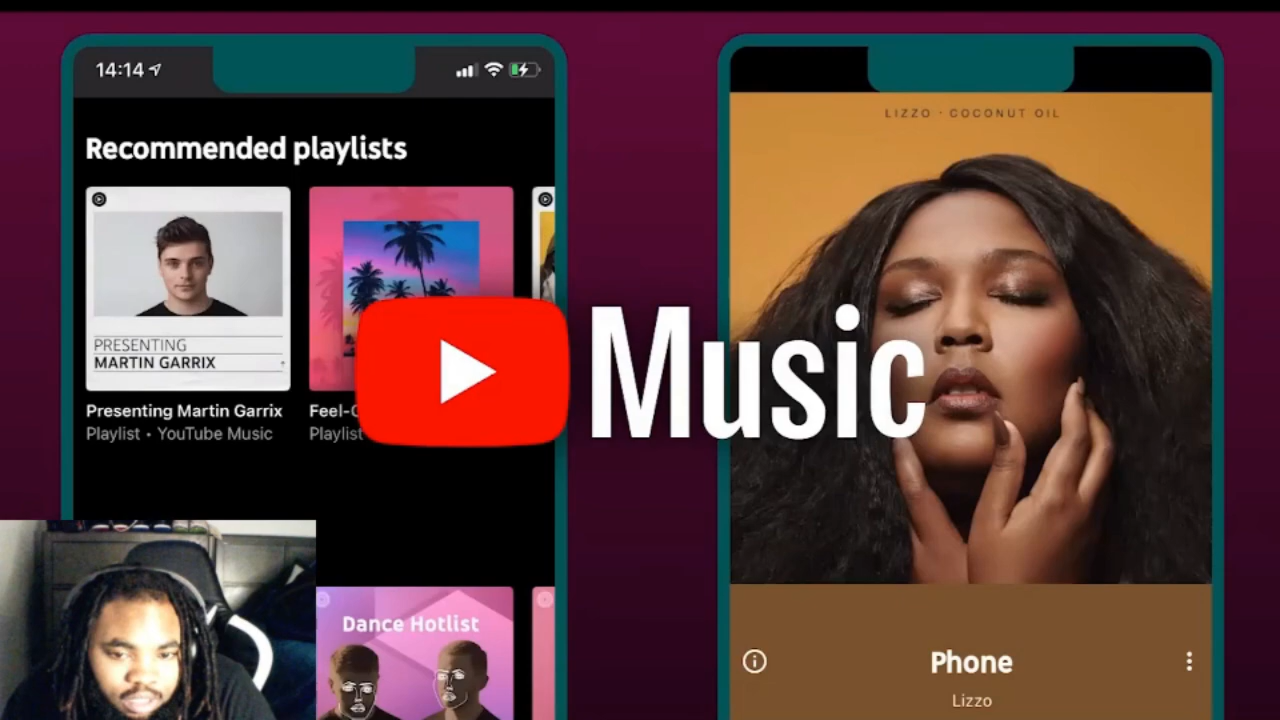 14:14
Recommended playlists
PRESENTING
MARTIN GARRIX
Presenting Martin Garrix
Playlist • YouTube Music
Playlist
Music
Dance Hotlist
LIZZO · COCONUT OIL
Phone
Lizzo